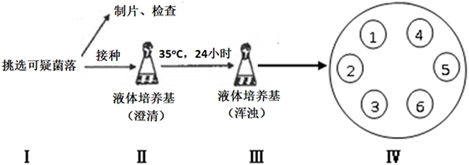 制片、检查
挑选可疑菌落
接种
35°C，24小时
液体培养基
（澄清）
液体培养基
（浑浊）
1
4
2
5
3
6
I
II
III
IV